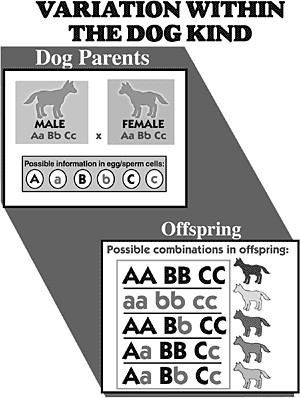 VARIATION WITHIN
THE DOG KIND
Dog Parents
MALE
Aa Bb Cc
x
FEMALE
Aa Bb Cc
Possible information in egg/sperm cells:
A a B b C c
Offspring
Possible combinations in offspring:
AA BB CC
aa bb cc
AA Bb CC
Aa BB Cc
Aa Bb Cc